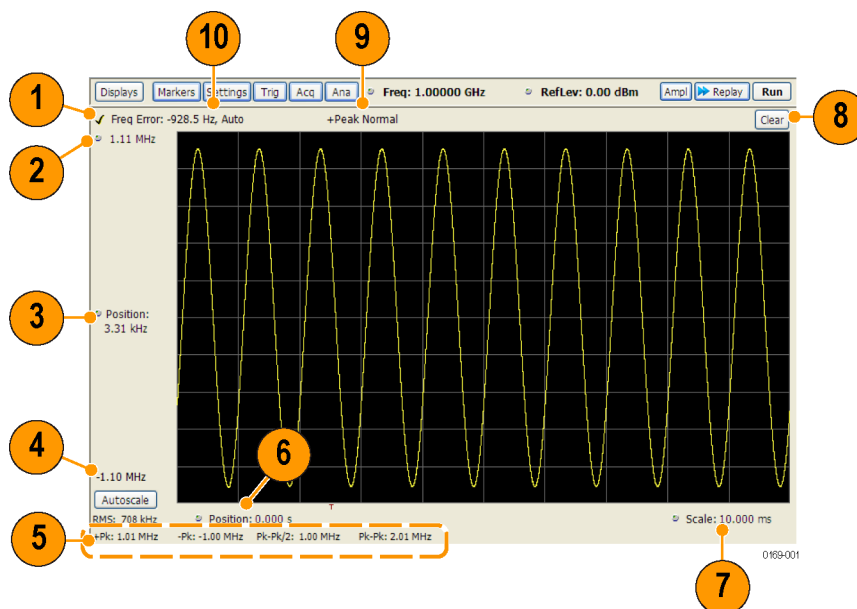 10
9
Displays Markers Settings Trig Acq Ana Freq: 1.00000 GHz RefLev: 0.00 dBm Ampl Replay Run
1
✓ Freq Error: -928.5 Hz, Auto +Peak Normal Clear
8
1.11 MHz
2
Position:
3
3.31 kHz
4
6
-1.10 MHz
Autoscale
T
RMS: 708 kHz Position: 0.000 s Scale: 10.000 ms
5
+Pk: 1.01 MHz -Pk: -1.00 MHz Pk-Pk/2: 1.00 MHz Pk-Pk: 2.01 MHz
0169-001
7